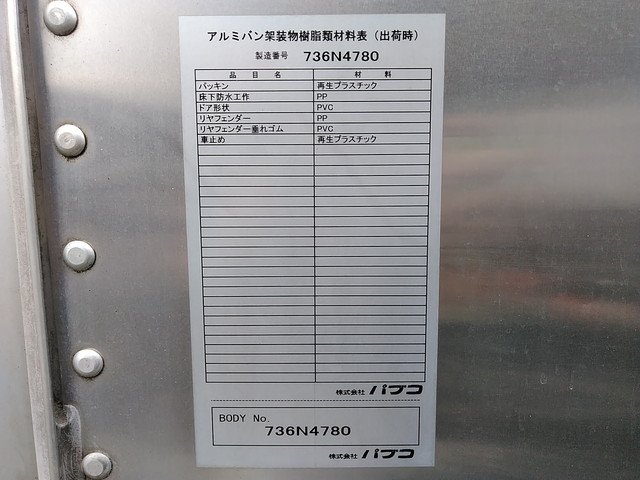 アルミバン架装物樹脂類材料表（出荷時）
製造番号 736N4780
品目名 材料
パッキン 再生プラスチック
床下防水工作 PP
ドア形状 PVC
リヤフェンダー PP
リヤフェンダー垂れゴム PVC
車止め 再生プラスチック
株式会社 パブコ
BODY No.
736N4780
株式会社 パブコ